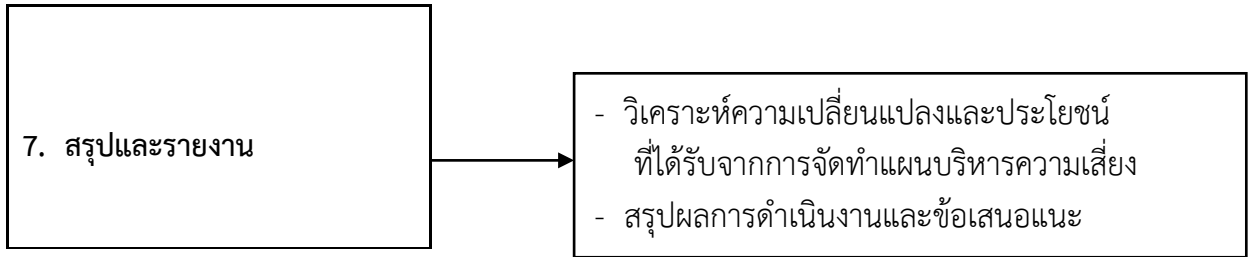 7. สรุปและรายงาน
- วิเคราะห์ความเปลี่ยนแปลงและประโยชน์
ที่ได้รับจากการจัดทำแผนบริหารความเสี่ยง
- สรุปผลการดำเนินงานและข้อเสนอแนะ